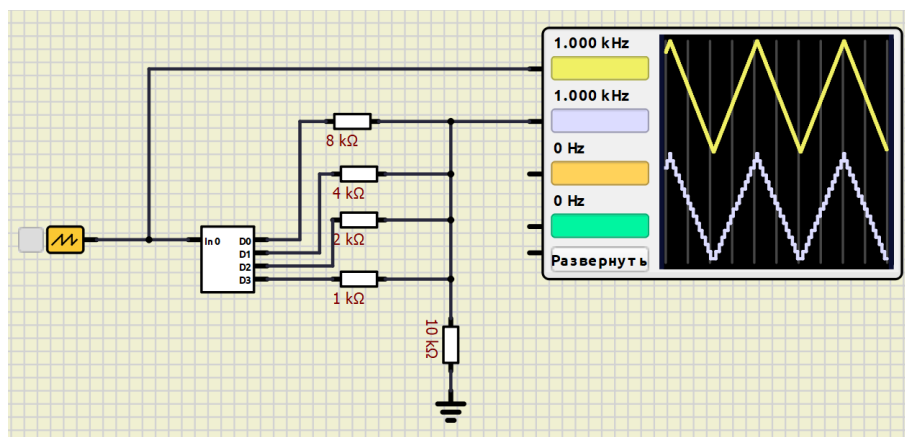 1.000 kHz
1.000 kHz
8 kΩ
0 Hz
4 kΩ
0 Hz
2 kΩ
In 0 D0
D1
D2
D3
Развернуть
1 kΩ
10 kΩ